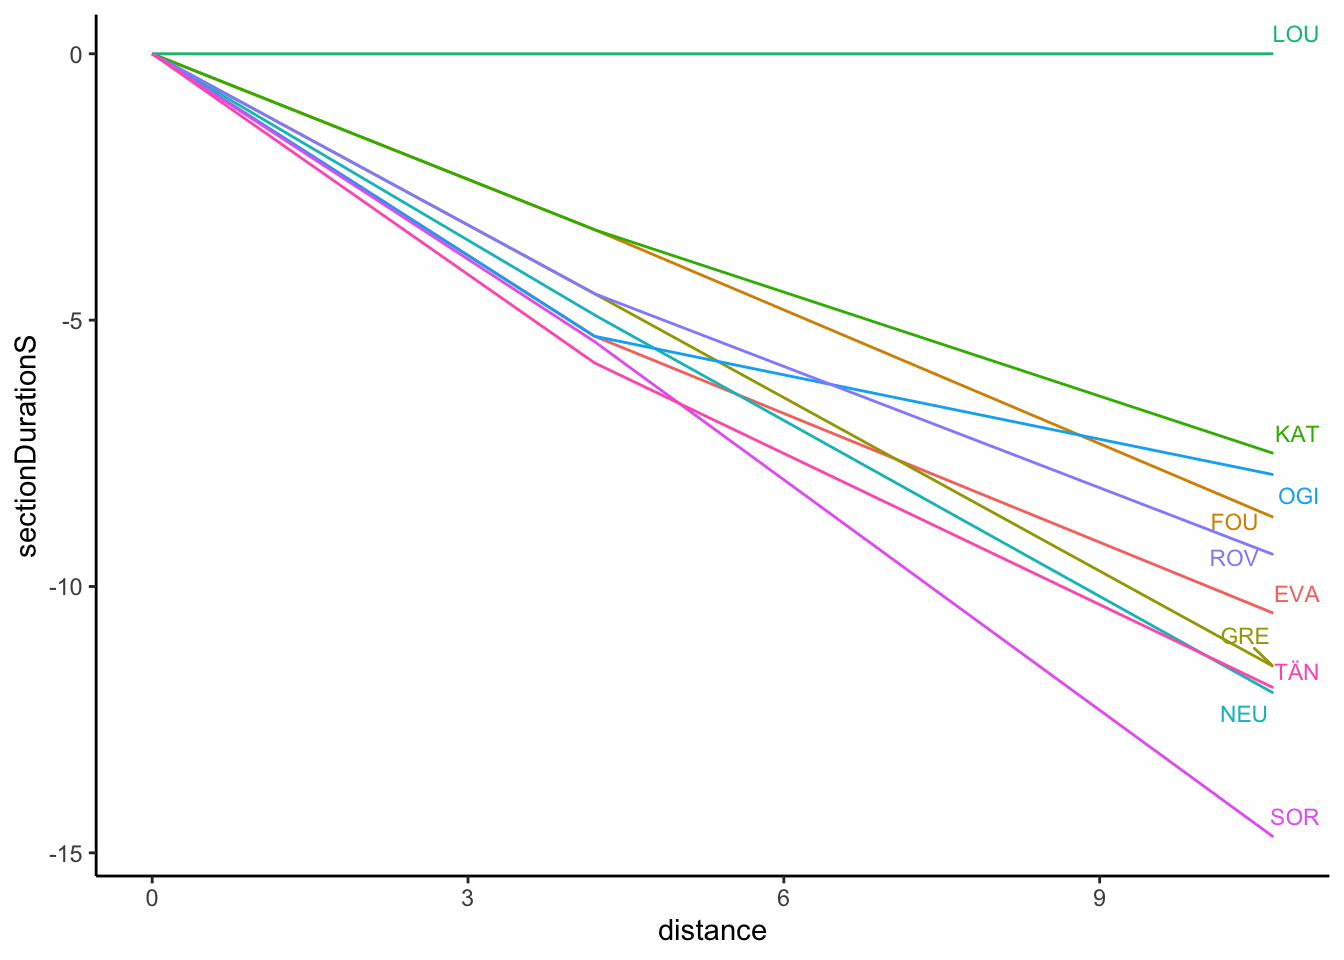 LOU
0
-5
-10
-15
sectionDurationS
KAT
OGI
FOU
ROV
EVA
GRE
TÄN
NEU
SOR
0 3 6 9
distance